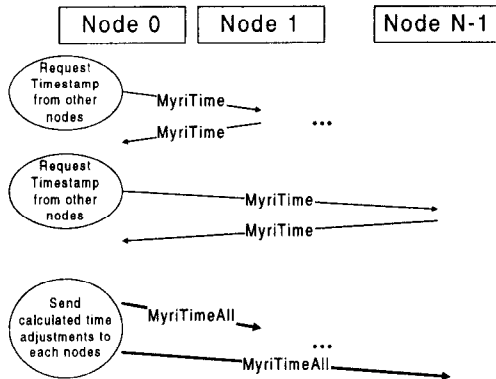 Node 0
Node 1
Node N-1
Request
Timestamp
from other
nodes
MyriTime
...
MyriTime
Request
Timestamp
from other
nodes
MyriTime
MyriTime
Send
calculated time
adjustments to
each nodes
MyriTimeAll
...
MyriTimeAll